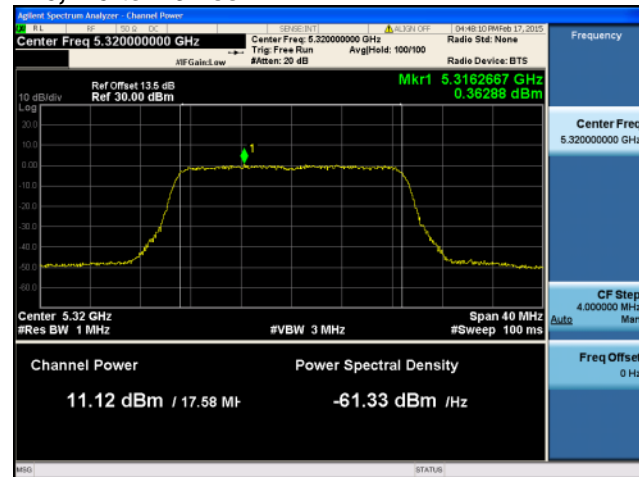 Agilent Spectrum Analyzer - Channel Power
RL RF 50 Ω DC SENSE:INT ALIGN OFF 04:48:10 PM Feb 17, 2015
Center Freq 5.320000000 GHz
Center Freq: 5.320000000 GHz
Radio Std: None
Trig: Free Run Avg|Hold: 100/100
#IFGain:Low
#Atten: 20 dB
Radio Device: BTS
Mkr1 5.3162667 GHz
0.36288 dBm
Ref Offset 13.5 dB
10 dB/div Ref 30.00 dBm
Log
20.0
10.0
1
0.00
-10.0
-20.0
-30.0
-40.0
-50.0
-60.0
Center 5.32 GHz
Span 40 MHz
#Res BW 1 MHz
#VBW 3 MHz
#Sweep 100 ms
Channel Power
Power Spectral Density
11.12 dBm / 17.58 MH
-61.33 dBm /Hz
MSG
STATUS
Frequency
Center Freq
5.320000000 GHz
CF Step
4.000000 MHz
Auto Man
Freq Offset
0 Hz